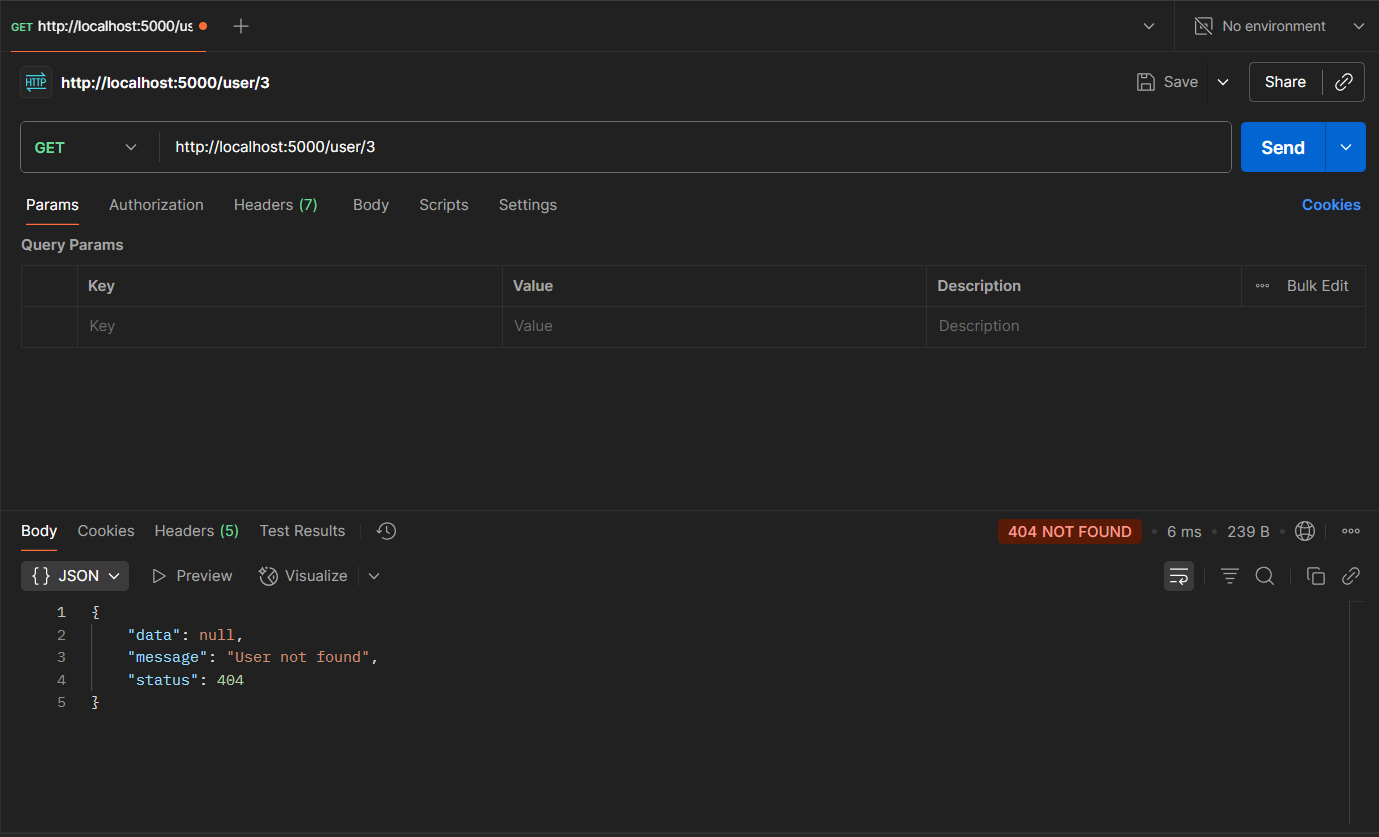 GET http://localhost:5000/us
No environment
HTTP http://localhost:5000/user/3
Save
Share
GET http://localhost:5000/user/3
Send
Params Authorization Headers (7) Body Scripts Settings Cookies
Query Params
Key Value Description Bulk Edit
Key Value Description
Body Cookies Headers (5) Test Results 404 NOT FOUND 6 ms 239 B
{} JSON Preview Visualize
1 {
2 "data": null,
3 "message": "User not found",
4 "status": 404
5 }